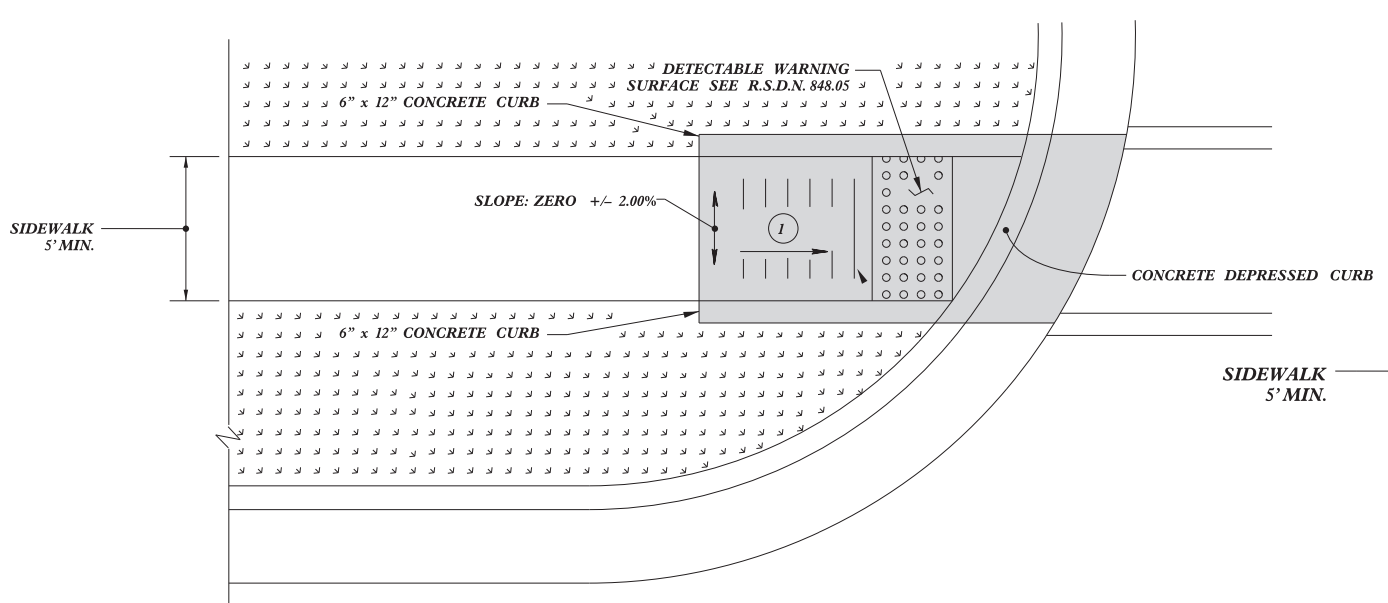 DETECTABLE WARNING
SURFACE SEE R.S.D.N. 848.05
6" x 12" CONCRETE CURB
SLOPE: ZERO +/- 2.00%
1
SIDEWALK
5' MIN.
CONCRETE DEPRESSED CURB
6" x 12" CONCRETE CURB
SIDEWALK
5' MIN.